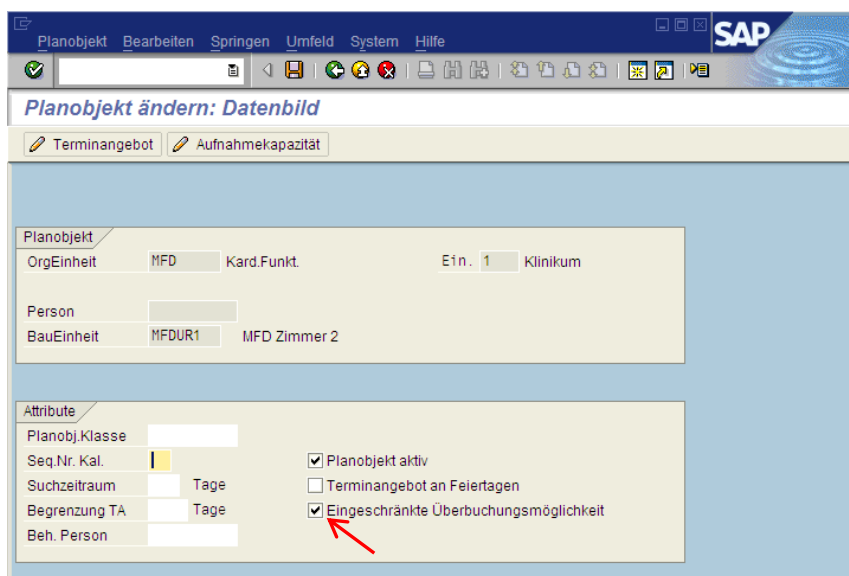 Planobjekt Bearbeiten Springen Umfeld System Hilfe
SAP
Planobjekt ändern: Datenbild
Terminangebot Aufnahmekapazität
Planobjekt
OrgEinheit MFD Kard.Funkt. Ein. 1 Klinikum
Person
BauEinheit MFDUR1 MFD Zimmer 2
Attribute
Planobj.Klasse
Seq.Nr. Kal. Planobjekt aktiv
Suchzeitraum Tage Terminangebot an Feiertagen
Begrenzung TA Tage Eingeschränkte Überbuchungsmöglichkeit
Beh. Person